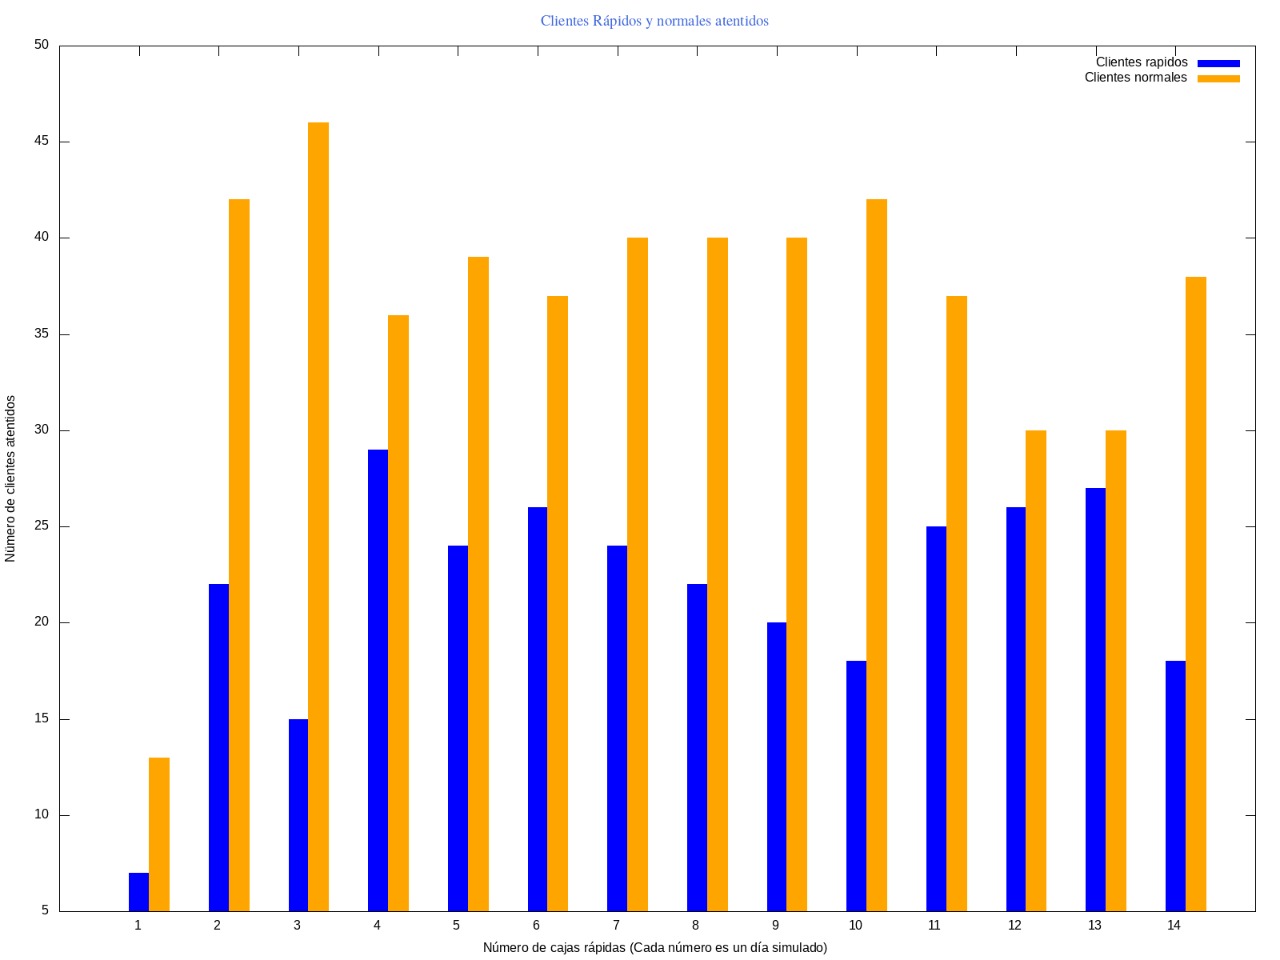 Clientes Rápidos y normales atentidos
50
Clientes rapidos
Clientes normales
45
40
35
30
25
20
15
10
5
Número de clientes atentidos
1 2 3 4 5 6 7 8 9 10 11 12 13 14
Número de cajas rápidas (Cada número es un día simulado)